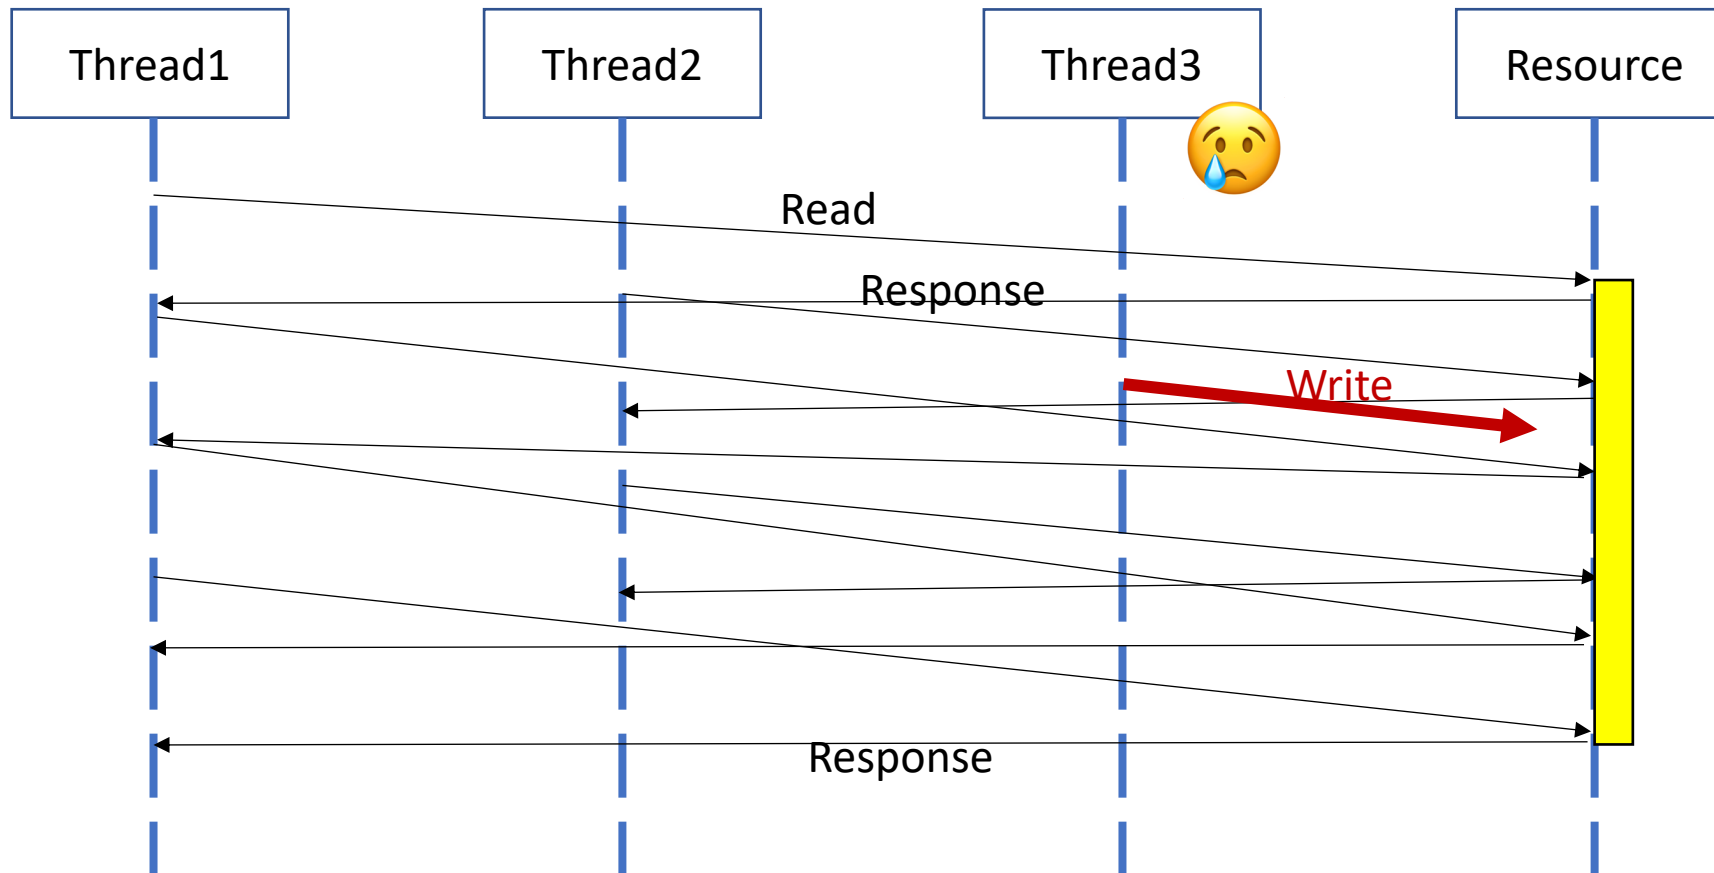 Thread1
Thread2
Thread3
Resource
Read
Response
Write
Response